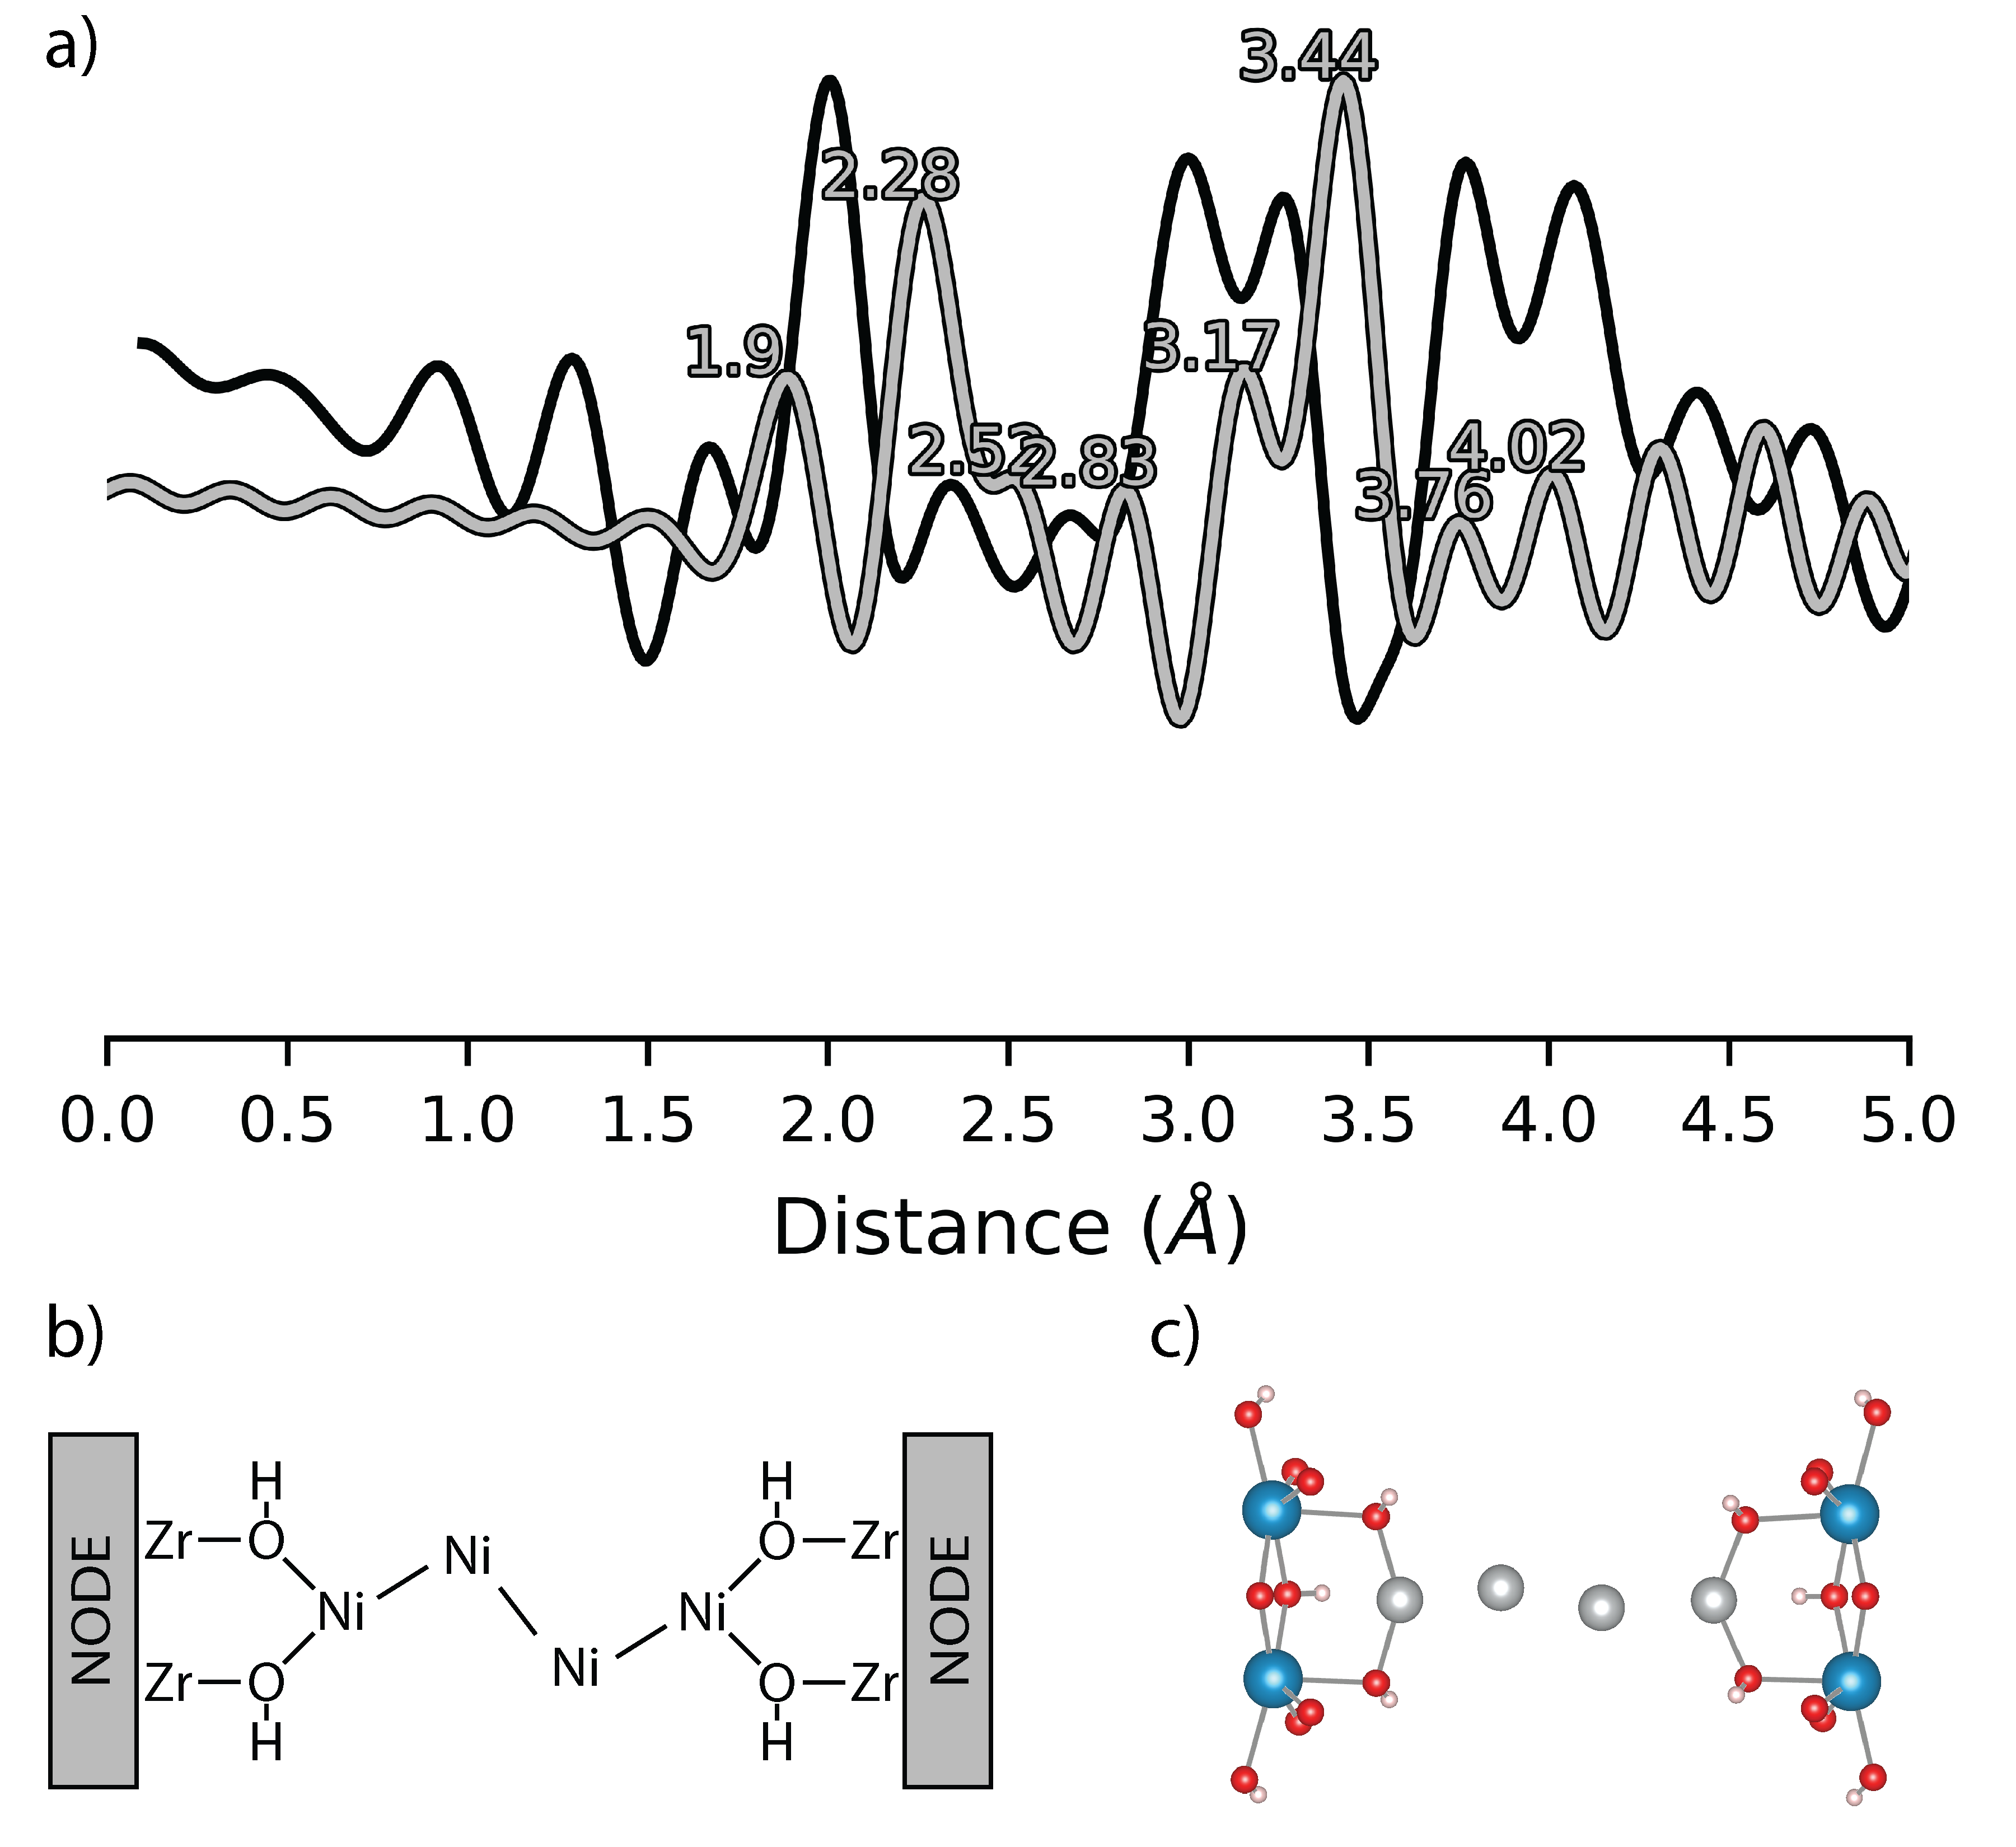 a)
3.44
2.28
1.9
3.17
2.52
2.83
4.02
3.76
0.0 0.5 1.0 1.5 2.0 2.5 3.0 3.5 4.0 4.5 5.0
Distance (Å)
b)
NODE
H
Zr—O
Ni
Ni
Zr—O
H
Ni
Ni
H
O—Zr
O—Zr
H
NODE
c)